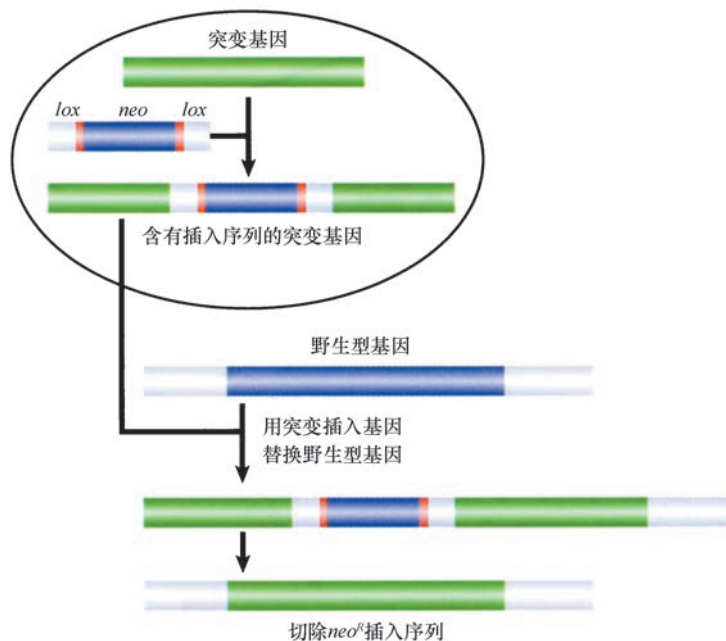 突变基因
lox neo lox
含有插入序列的突变基因
野生型基因
用突变插入基因
替换野生型基因
切除neoR插入序列